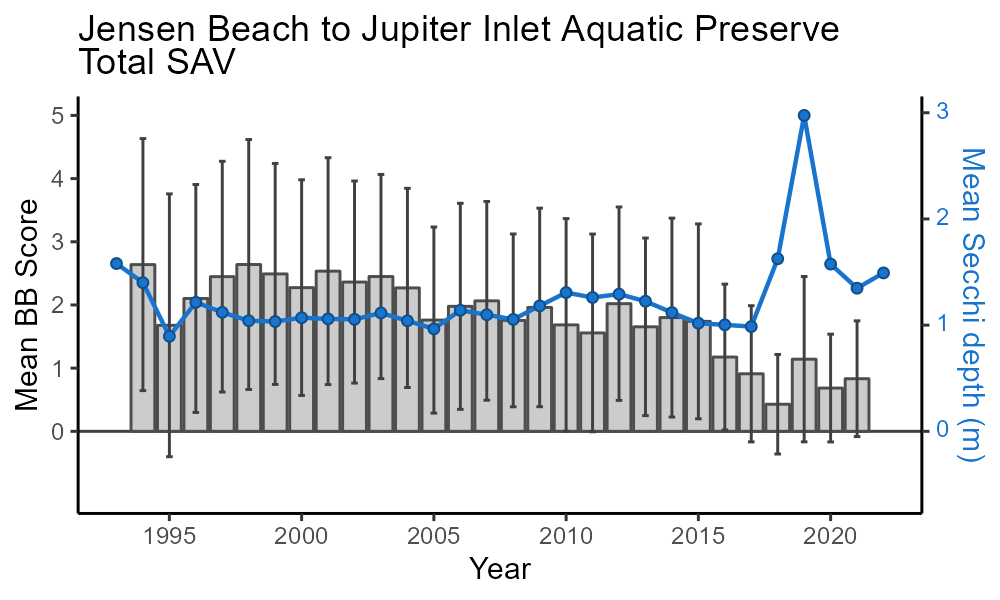 Jensen Beach to Jupiter Inlet Aquatic Preserve
Total SAV
5
4
3
2
1
0
Mean BB Score
3
2
1
0
Mean Secchi depth (m)
1995 2000 2005 2010 2015 2020
Year